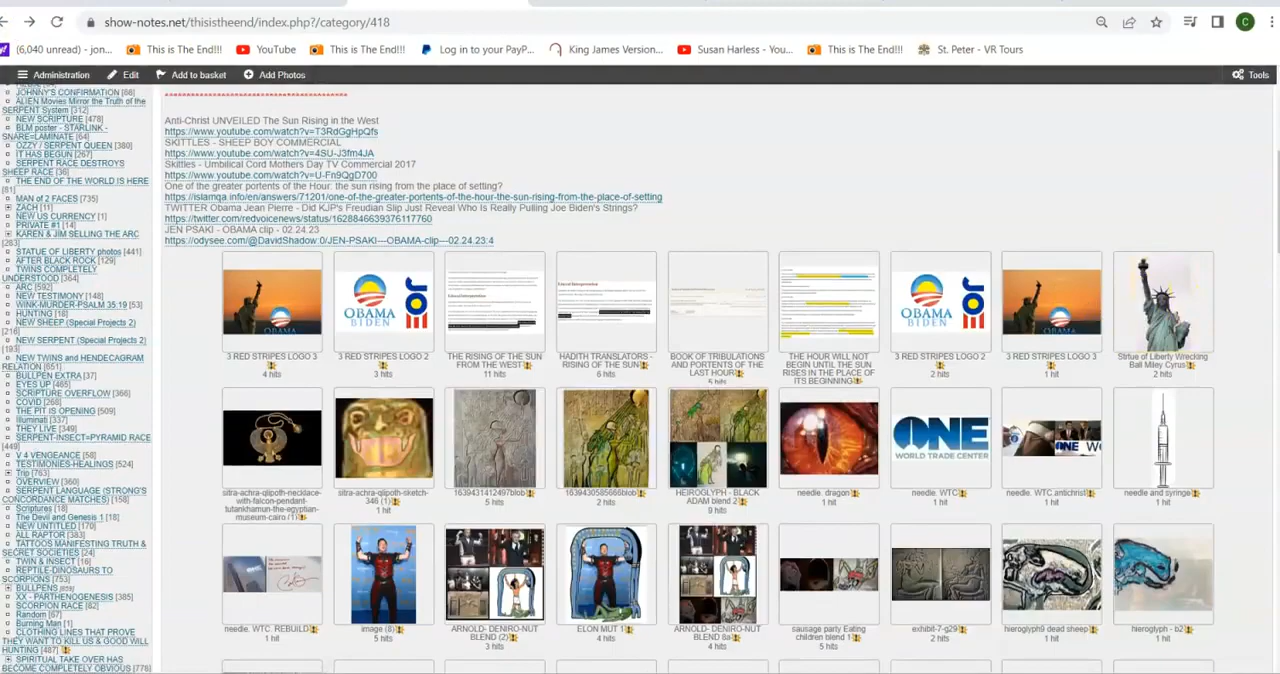 show-notes.net/thisistheend/index.php?/category/418
(6,040 unread) - jon...
This is The End!!!
YouTube
This is The End!!!
Log in to your PayP...
King James Version...
Susan Harless - You...
This is The End!!!
St. Peter - VR Tours
Administration
Edit
Add to basket
Add Photos
Tools
JOHNNY'S CONFIRMATION [86]
ALIEN Movies Mirror the Truth of the
SERPENT System [312]
NEW SCRIPTURE [478]
BLM poster - STARLINK -
SNARE=LAMINATE [64]
OZZY / SERPENT QUEEN [380]
IT HAS BEGUN [267]
SERPENT RACE DESTROYS
SHEEP RACE [36]
THE END OF THE WORLD IS HERE
[81]
MAN of 2 FACES [735]
ZACH [11]
NEW US CURRENCY [1]
PRIVATE #1 [14]
KAREN & JIM SELLING THE ARC
[283]
STATUE OF LIBERTY photos [441]
AFTER BLACK ROCK [129]
TWINS COMPLETELY
UNDERSTOOD [364]
ARC [592]
NEW TESTIMONY [148]
WINK-MURDER-PSALM 35:19 [53]
HUNTING [18]
NEW SHEEP (Special Projects 2)
[216]
NEW SERPENT (Special Projects 2)
[193]
NEW TWINS and HENDECAGRAM
RELATION [651]
BULLPEN EXTRA [37]
EYES UP [465]
SCRIPTURE OVERFLOW [366]
COVID [268]
THE PIT IS OPENING [509]
Illuminati [337]
THEY LIVE [349]
SERPENT-INSECT=PYRAMID RACE
[449]
V 4 VENGEANCE [58]
TESTIMONIES-HEALINGS [524]
Trip [763]
OVERVIEW [360]
SERPENT LANGUAGE (STRONG'S
CONCORDANCE MATCHES) [158]
Scriptures [18]
The Devil and Genesis 1 [18]
NEW UNTITLED [170]
ALL RAPTOR [383]
TATTOOS MANIFESTING TRUTH &
SECRET SOCIETIES [24]
TWIN & INSECT [16]
REPTILE-DINOSAURS TO
SCORPIONS [753]
BULLPENS [859]
XX - PARTHENOGENESIS [385]
SCORPION RACE [62]
Random [67]
Burning Man [1]
CLOTHING LINES THAT PROVE
THEY WANT TO KILL US & GOOD WILL
HUNTING [487]
SPIRITUAL TAKE OVER HAS
BECOME COMPLETELY OBVIOUS [776]
Anti-Christ UNVEILED The Sun Rising in the West
https://www.youtube.com/watch?v=T3RdGgHpQfs
SKITTLES - SHEEP BOY COMMERCIAL
https://www.youtube.com/watch?v=4SU-J3fm4JA
Skittles - Umbilical Cord Mothers Day TV Commercial 2017
https://www.youtube.com/watch?v=U-Fn9QgD700
One of the greater portents of the Hour: the sun rising from the place of setting?
https://islamqa.info/en/answers/71201/one-of-the-greater-portents-of-the-hour-the-sun-rising-from-the-place-of-setting
TWITTER Obama Jean Pierre - Did KJP's Freudian Slip Just Reveal Who Is Really Pulling Joe Biden's Strings?
https://twitter.com/redvoicenews/status/1628846639376117760
JEN PSAKI - OBAMA clip - 02.24.23
https://odysee.com/@DavidShadow:0/JEN-PSAKI---OBAMA-clip---02.24.23:4
OBAMA
OBAMA
BIDEN
JOE
OBAMA
BIDEN
JOE
OBAMA
3 RED STRIPES LOGO 3
4 hits
3 RED STRIPES LOGO 2
3 hits
THE RISING OF THE SUN
FROM THE WEST
11 hits
HADITH TRANSLATORS -
RISING OF THE SUN
6 hits
BOOK OF TRIBULATIONS
AND PORTENTS OF THE
LAST HOUR
5 hits
THE HOUR WILL NOT
BEGIN UNTIL THE SUN
RISES IN THE PLACE OF
ITS BEGINNING
3 RED STRIPES LOGO 2
2 hits
3 RED STRIPES LOGO 3
1 hit
Strtue of Liberty Wrecking
Ball Miley Cyrus
2 hits
ONE
WORLD TRADE CENTER
ONE
sitra-achra-qlipoth-necklace-
with-falcon-pendant-
tutankhamun-the-egyptian-
museum-cairo (1)
sitra-achra-qlipoth-sketch-
346 (1)
1 hit
1639431412497blob
5 hits
1639430585666blob
2 hits
HEIROGLYPH - BLACK
ADAM blend 2
9 hits
needle. dragon
1 hit
needle. WTC
1 hit
needle. WTC.antichrist
1 hit
needle and syringe
1 hit
needle. WTC. REBUILD
1 hit
image (8)
5 hits
ARNOLD- DENIRO-NUT
BLEND (2)
3 hits
ELON MUT 1
4 hits
ARNOLD- DENIRO-NUT
BLEND 8a
4 hits
sausage party Eating
children blend 1
5 hits
exhibit-7-g29
2 hits
hieroglyph9 dead sheep
1 hit
hieroglyph - b2
1 hit